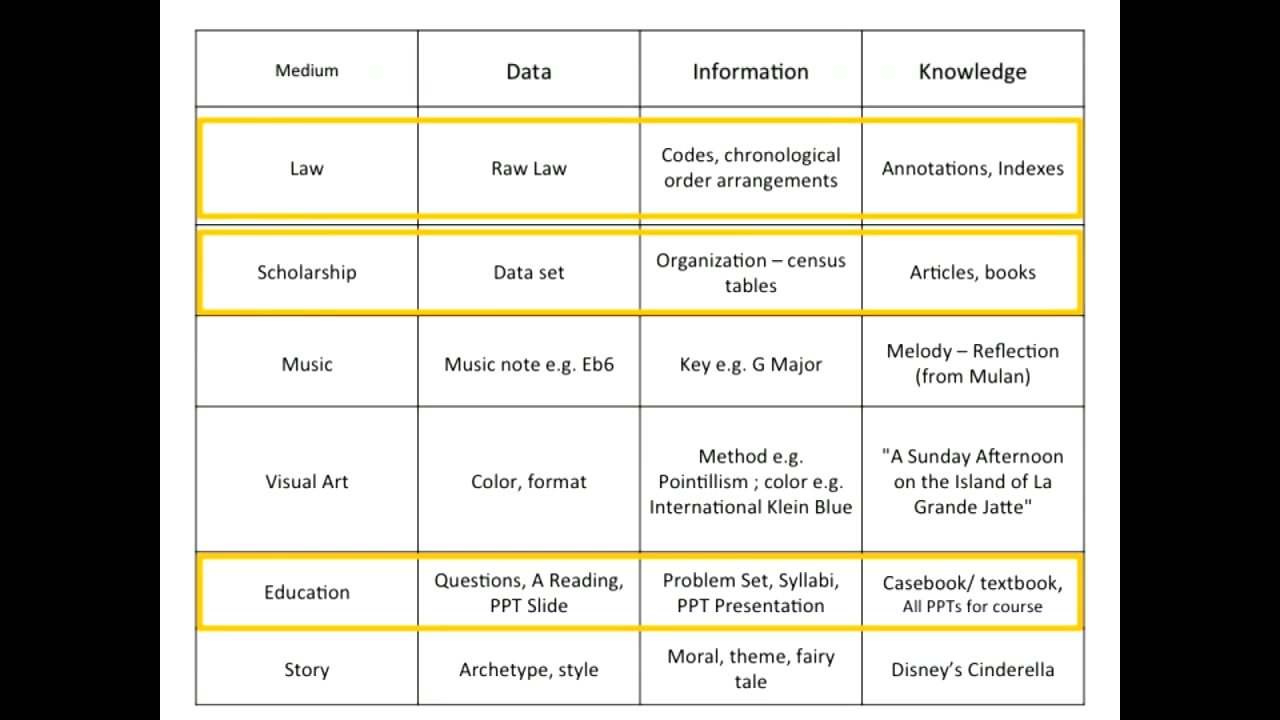 Medium Data Information Knowledge
Law Raw Law Codes, chronological order arrangements Annotations, Indexes
Scholarship Data set Organization – census tables Articles, books
Music Music note e.g. Eb6 Key e.g. G Major Melody – Reflection (from Mulan)
Visual Art Color, format Method e.g. Pointillism ; color e.g. International Klein Blue "A Sunday Afternoon on the Island of La Grande Jatte"
Education Questions, A Reading, PPT Slide Problem Set, Syllabi, PPT Presentation Casebook/ textbook, All PPTs for course
Story Archetype, style Moral, theme, fairy tale Disney’s Cinderella